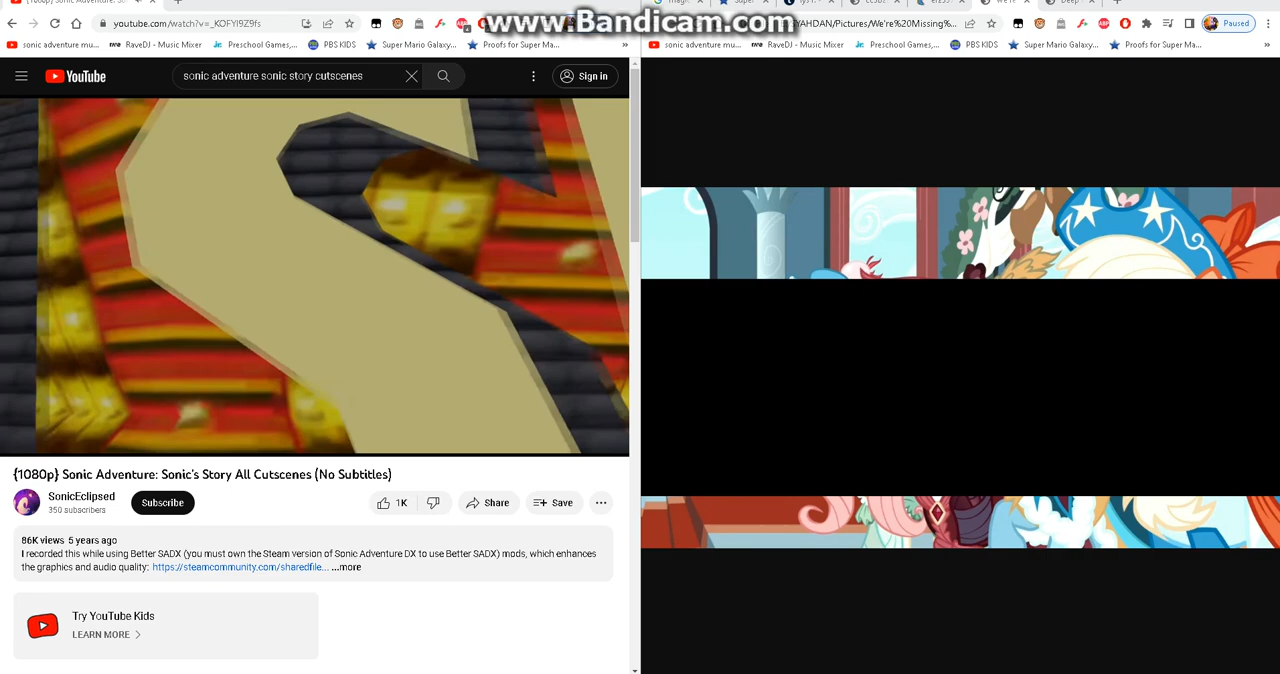 www.Bandicam.com
youtube.com/watch?v=_KOFYI9Z9fs
YAHDAN/Pictures/We're%20Missing%...
Paused
sonic adventure mu...
RaveDJ - Music Mixer
Preschool Games,...
PBS KIDS
Super Mario Galaxy...
Proofs for Super Ma...
»
sonic adventure mu...
RaveDJ - Music Mixer
Preschool Games,...
PBS KIDS
Super Mario Galaxy...
Proofs for Super Ma...
»
YouTube
sonic adventure sonic story cutscenes
Sign in
{1080p} Sonic Adventure: Sonic's Story All Cutscenes (No Subtitles)
SonicEclipsed
350 subscribers
Subscribe
1K
Share
Save
86K views 5 years ago
I recorded this while using Better SADX (you must own the Steam version of Sonic Adventure DX to use Better SADX) mods, which enhances
the graphics and audio quality: https://steamcommunity.com/sharedfile... ...more
Try YouTube Kids
LEARN MORE